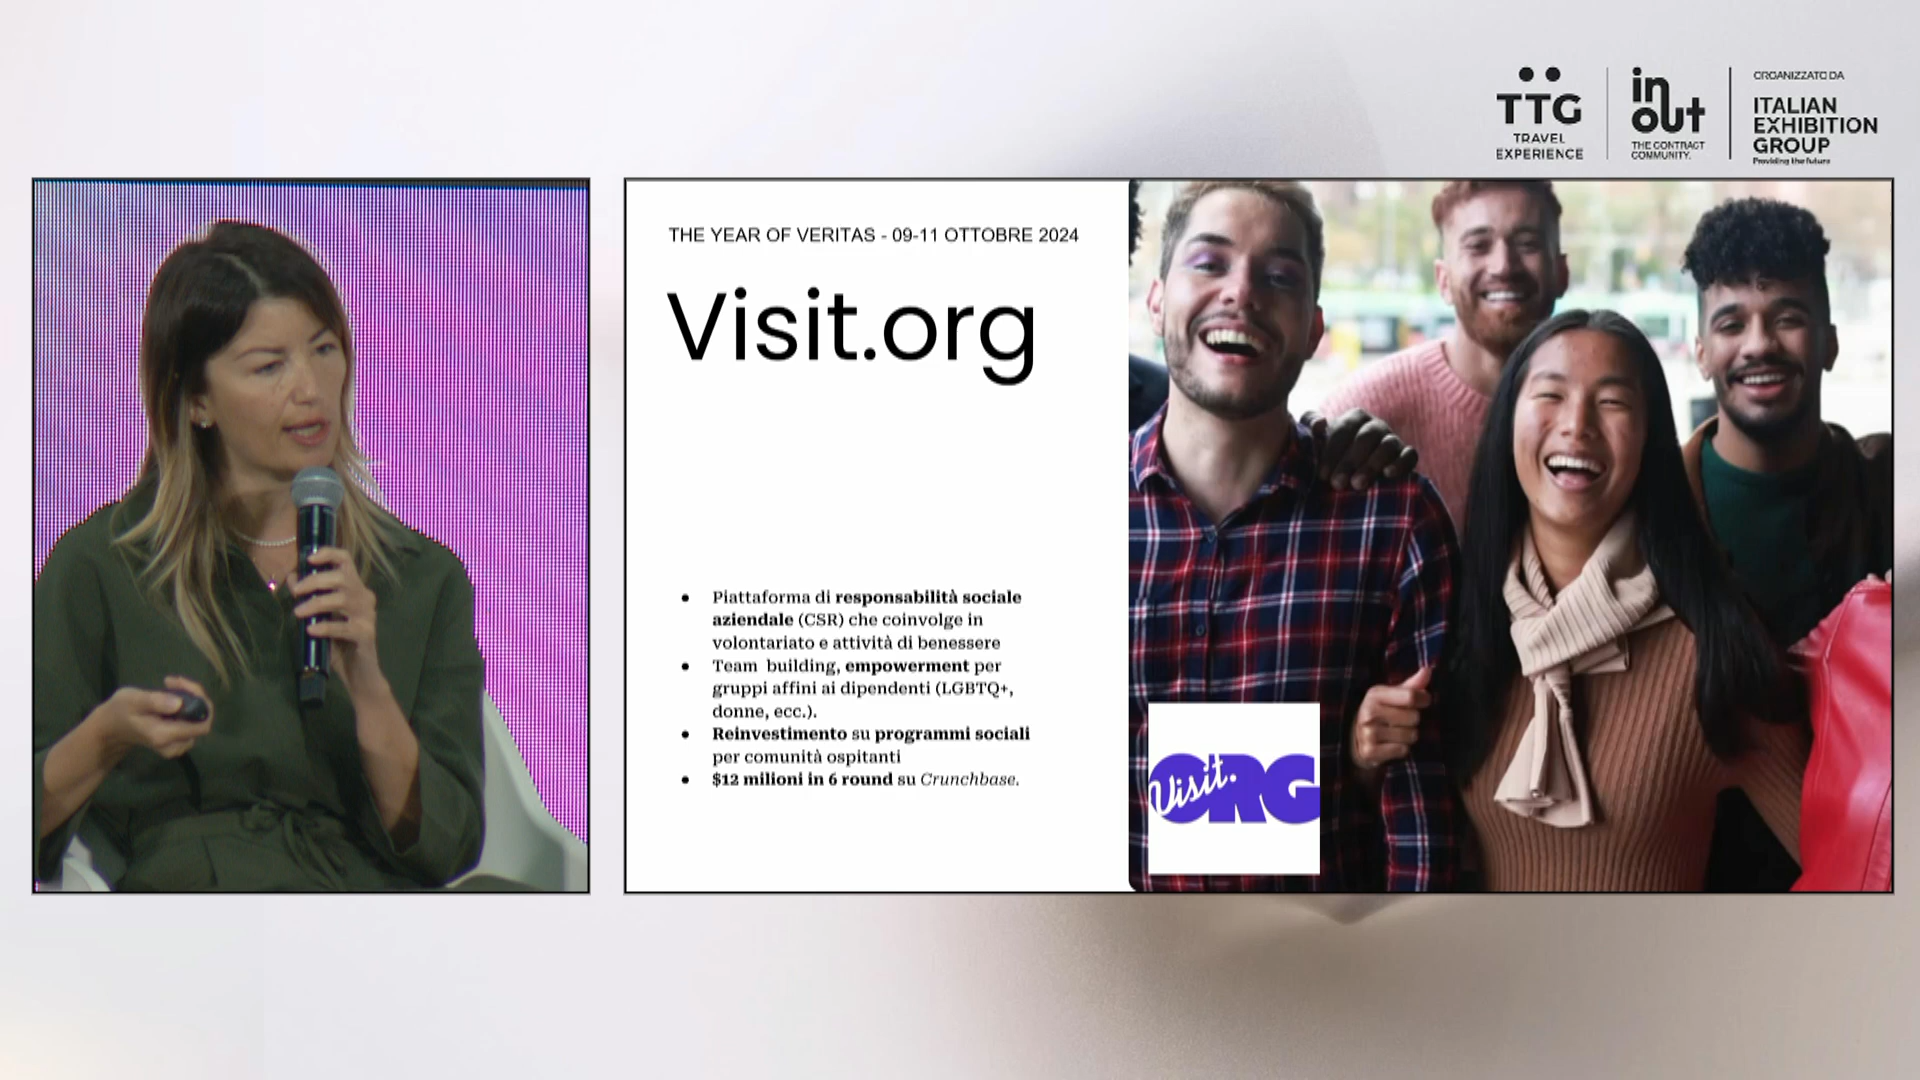 TTG
TRAVEL
EXPERIENCE
in
out
THE CONTRACT
COMMUNITY.
ORGANIZZATO DA
ITALIAN
EXHIBITION
GROUP
Providing the future
THE YEAR OF VERITAS - 09-11 OTTOBRE 2024
Visit.org
• Piattaforma di responsabilità sociale
aziendale (CSR) che coinvolge in
volontariato e attività di benessere
• Team building, empowerment per
gruppi affini ai dipendenti (LGBTQ+,
donne, ecc.).
• Reinvestimento su programmi sociali
per comunità ospitanti
• $12 milioni in 6 round su Crunchbase.
Visit.
ORG